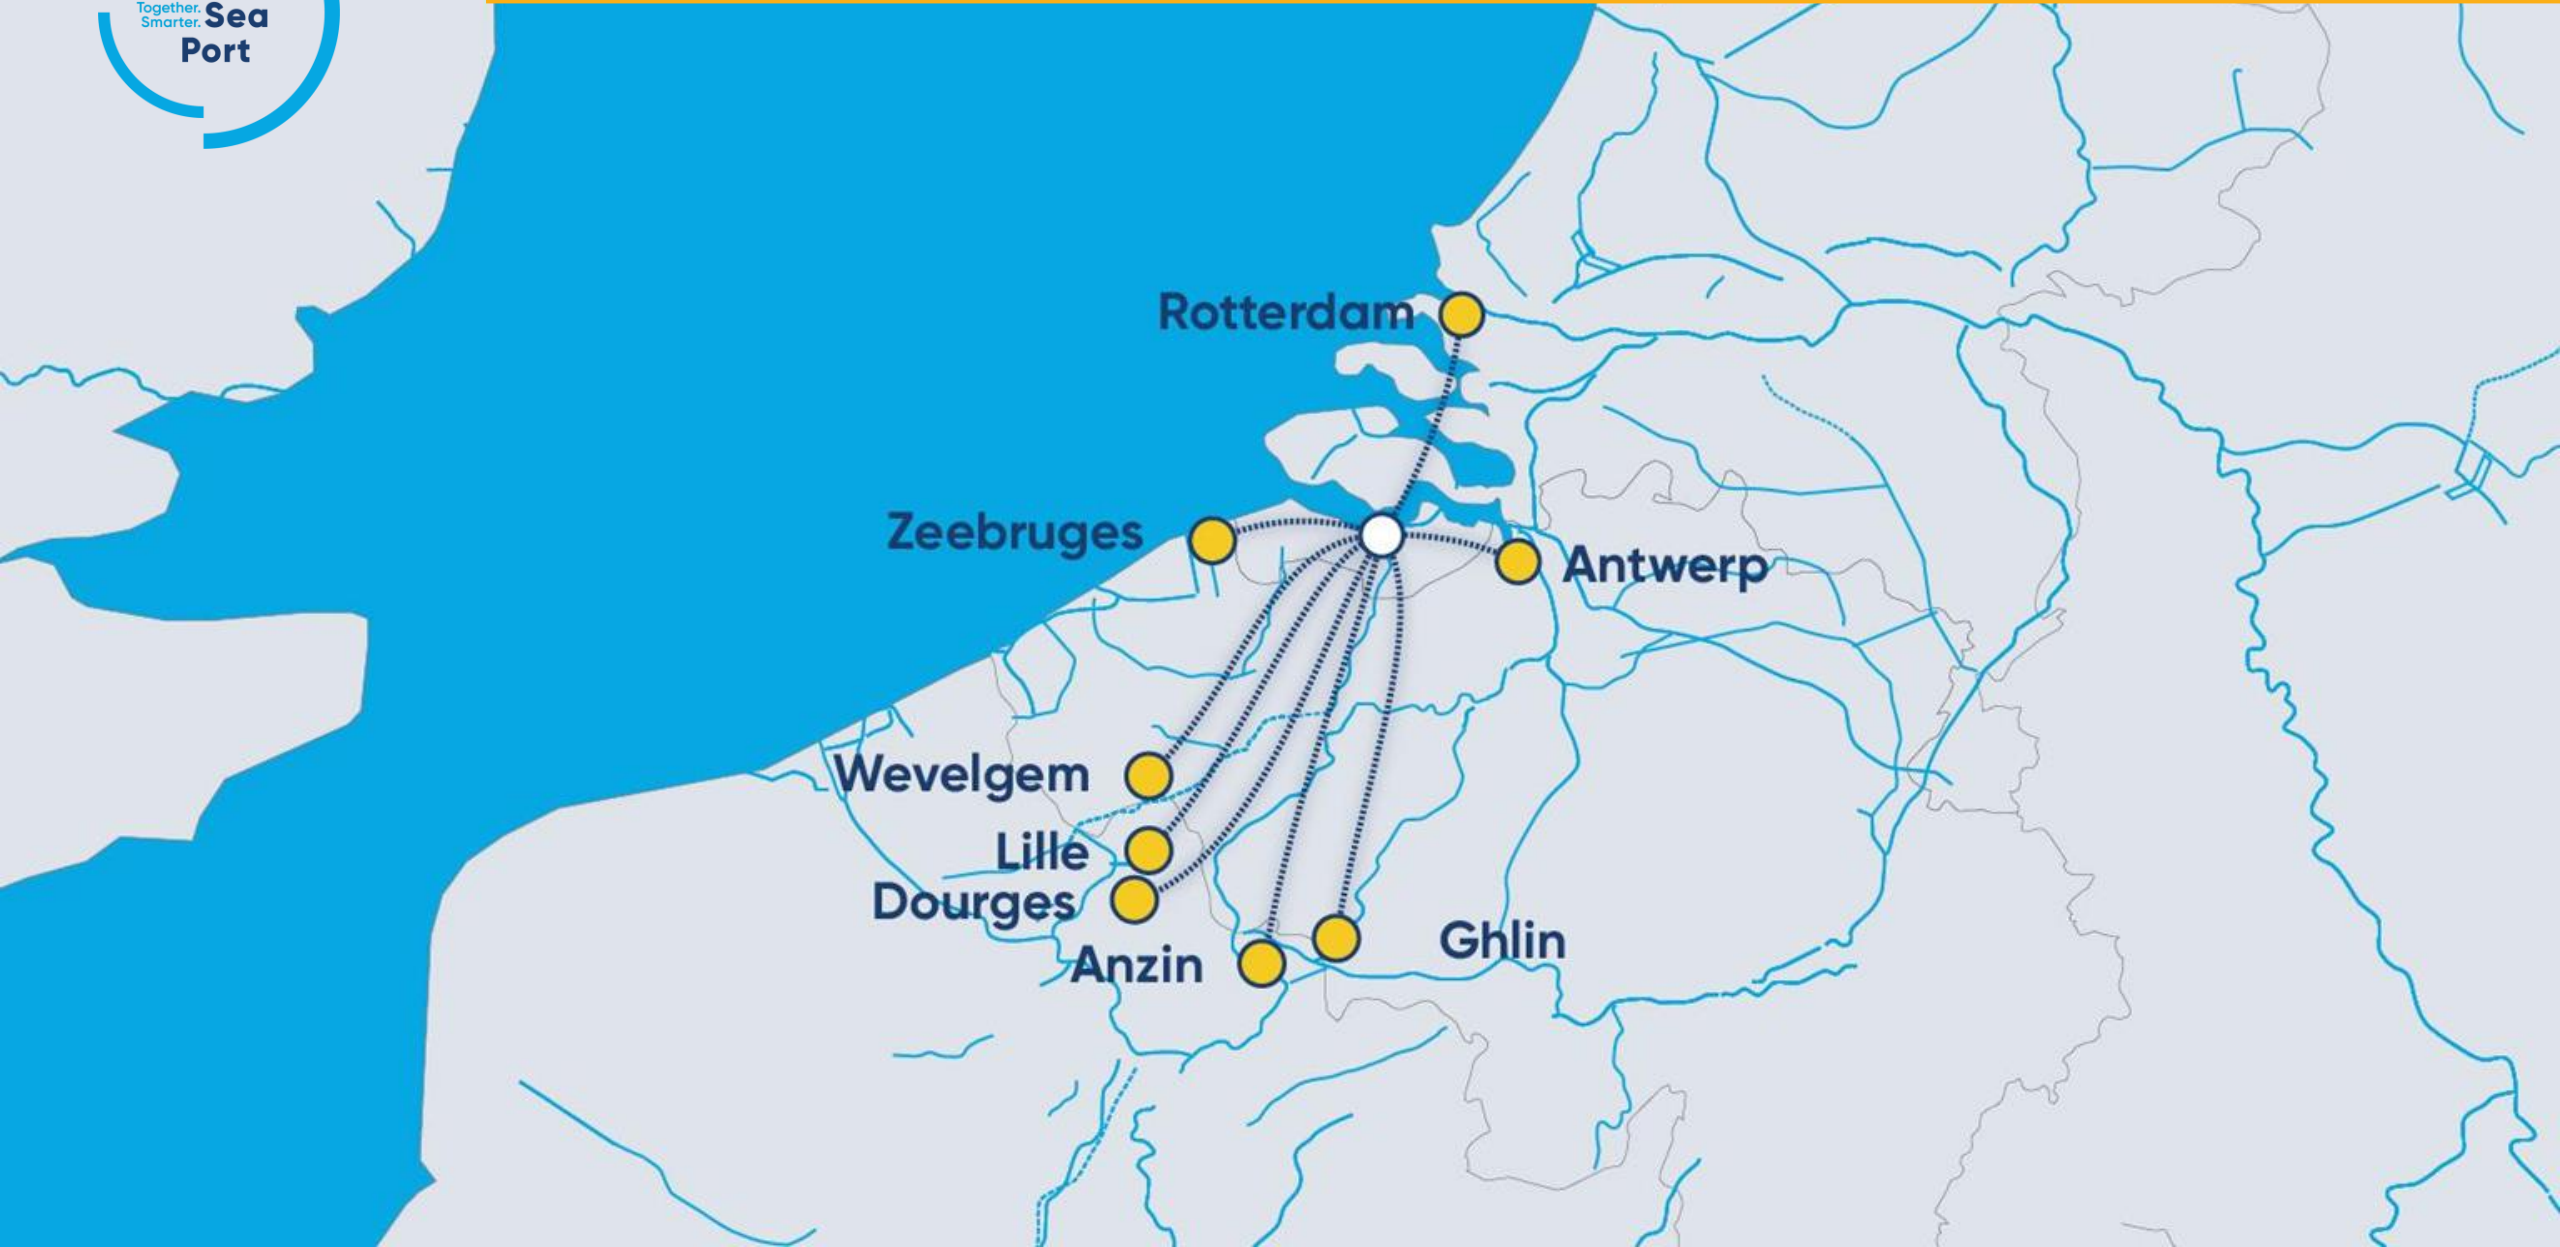 Together.
Smarter.
Sea
Port
Rotterdam
Zeebruges
Antwerp
Wevelgem
Lille
Dourges
Anzin
Ghlin